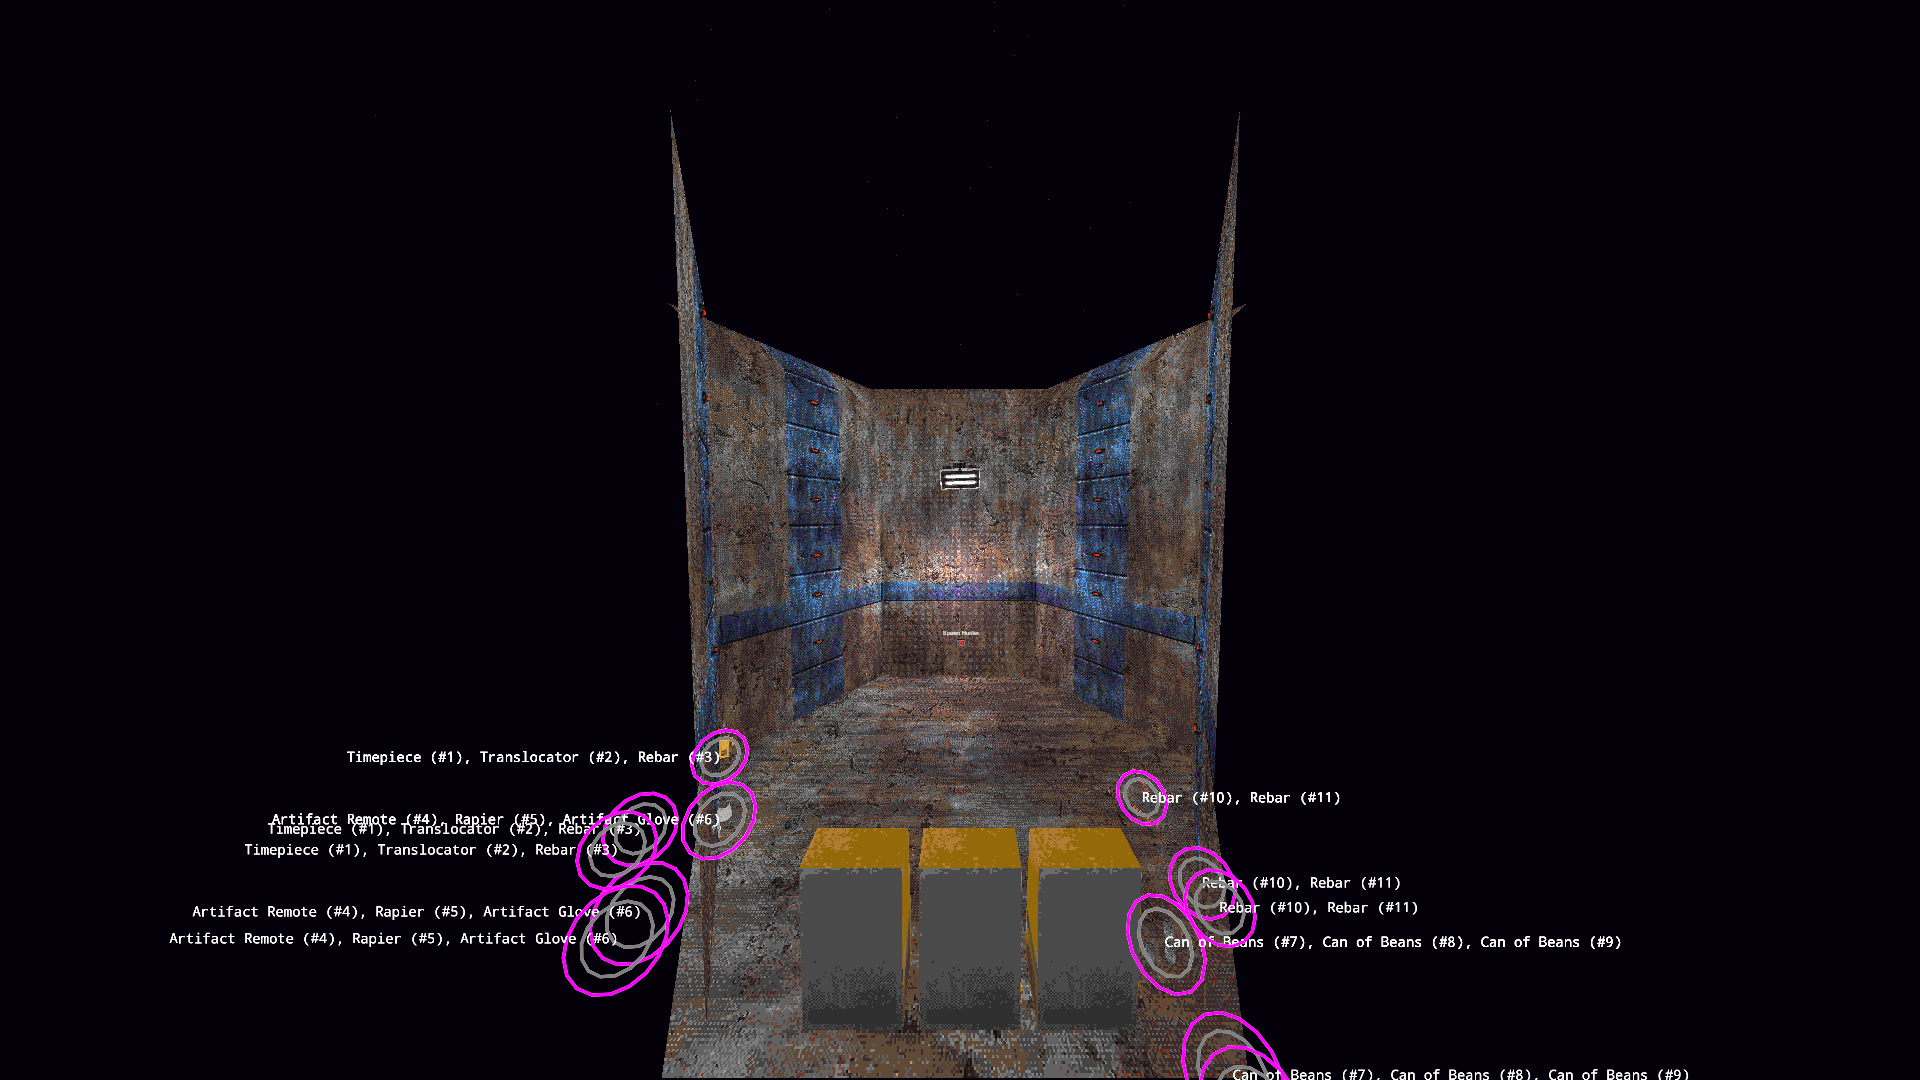 Spawn Hunter
Timepiece (#1), Translocator (#2), Rebar (#3)
Rebar (#10), Rebar (#11)
Artifact Remote (#4), Rapier (#5), Artifact Glove (#6)
Timepiece (#1), Translocator (#2), Rebar (#3)
Timepiece (#1), Translocator (#2), Rebar (#3)
Rebar (#10), Rebar (#11)
Rebar (#10), Rebar (#11)
Artifact Remote (#4), Rapier (#5), Artifact Glove (#6)
Artifact Remote (#4), Rapier (#5), Artifact Glove (#6)
Can of Beans (#7), Can of Beans (#8), Can of Beans (#9)
Can of Beans (#7), Can of Beans (#8), Can of Beans (#9)